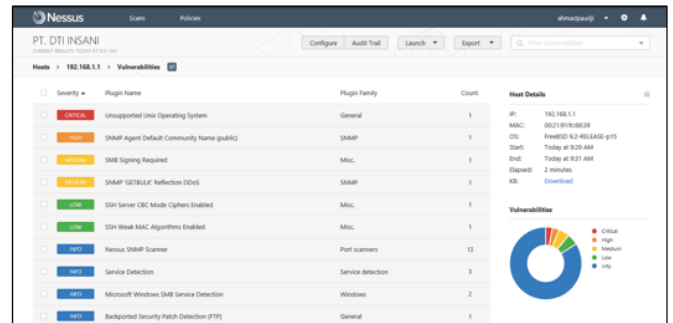 Nessus Scans Policies ahmadpaudji
PT. DTI INSANI Configure Audit Trail Launch Export Filter Vulnerabilities
CURRENT RESULTS: TODAY AT 9:31 AM
Hosts > 192.168.1.1 > Vulnerabilities
Severity Plugin Name Plugin Family Count Host Details
CRITICAL Unsupported Unix Operating System General 1 IP: 192.168.1.1
MAC: 00:21:91:fc:68:39
HIGH SNMP Agent Default Community Name (public) SNMP 1 OS: FreeBSD 9.2-RELEASE-p15
Start: Today at 9:29 AM
MEDIUM SMB Signing Required Misc. 1 End: Today at 9:31 AM
Elapsed: 2 minutes
MEDIUM SNMP 'GETBULK' Reflection DDoS SNMP 1 KB: Download
LOW SSH Server CBC Mode Ciphers Enabled Misc. 1 Vulnerabilities
LOW SSH Weak MAC Algorithms Enabled Misc. 1 Critical
High
INFO Nessus SNMP Scanner Port scanners 13 Medium
Low
INFO Service Detection Service detection 3 Info
INFO Microsoft Windows SMB Service Detection Windows 2
INFO Backported Security Patch Detection (FTP) General 1